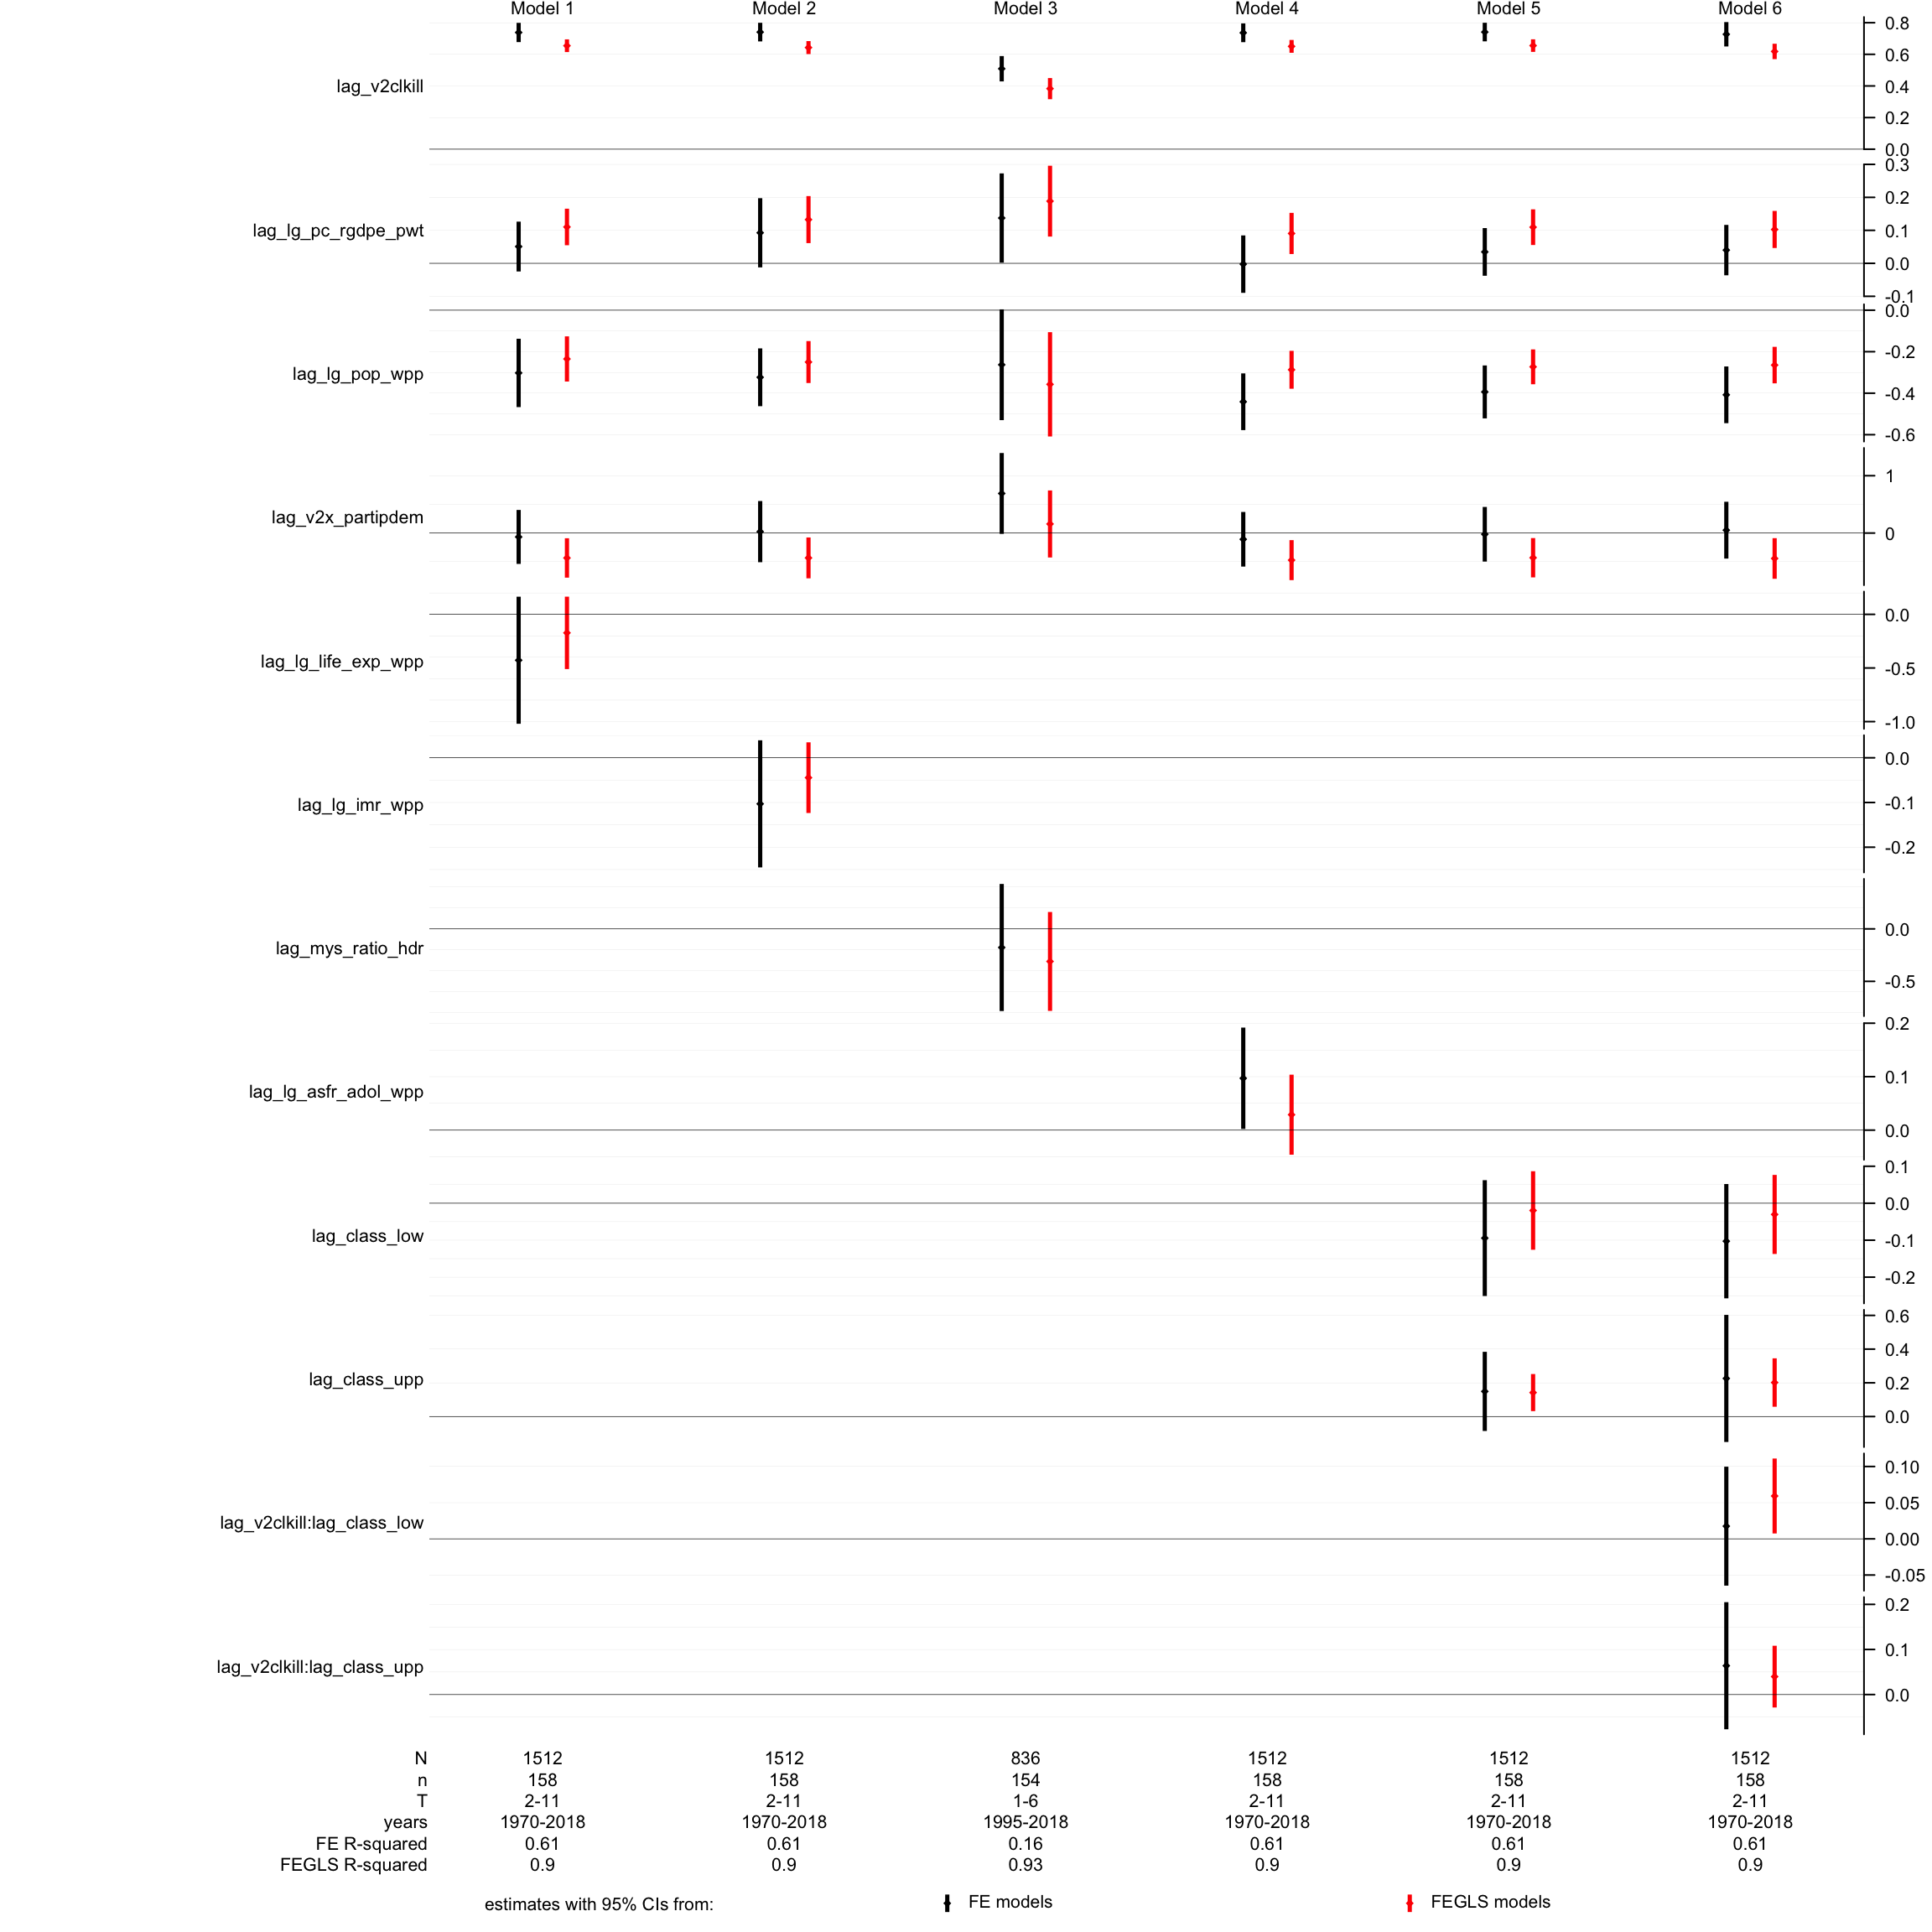 Model 1 Model 2 Model 3 Model 4 Model 5 Model 6
lag_v2clkill
0.8
0.6
0.4
0.2
0.0
lag_lg_pc_rgdpe_pwt
0.3
0.2
0.1
0.0
-0.1
lag_lg_pop_wpp
0.0
-0.2
-0.4
-0.6
lag_v2x_partipdem
1
0
lag_lg_life_exp_wpp
0.0
-0.5
-1.0
lag_lg_imr_wpp
0.0
-0.1
-0.2
lag_mys_ratio_hdr
0.0
-0.5
lag_lg_asfr_adol_wpp
0.2
0.1
0.0
lag_class_low
0.1
0.0
-0.1
-0.2
lag_class_upp
0.6
0.4
0.2
0.0
lag_v2clkill:lag_class_low
0.10
0.05
0.00
-0.05
lag_v2clkill:lag_class_upp
0.2
0.1
0.0
N 1512 1512 836 1512 1512 1512
n 158 158 154 158 158 158
T 2-11 2-11 1-6 2-11 2-11 2-11
years 1970-2018 1970-2018 1995-2018 1970-2018 1970-2018 1970-2018
FE R-squared 0.61 0.61 0.16 0.61 0.61 0.61
FEGLS R-squared 0.9 0.9 0.93 0.9 0.9 0.9
estimates with 95% CIs from: FE models FEGLS models